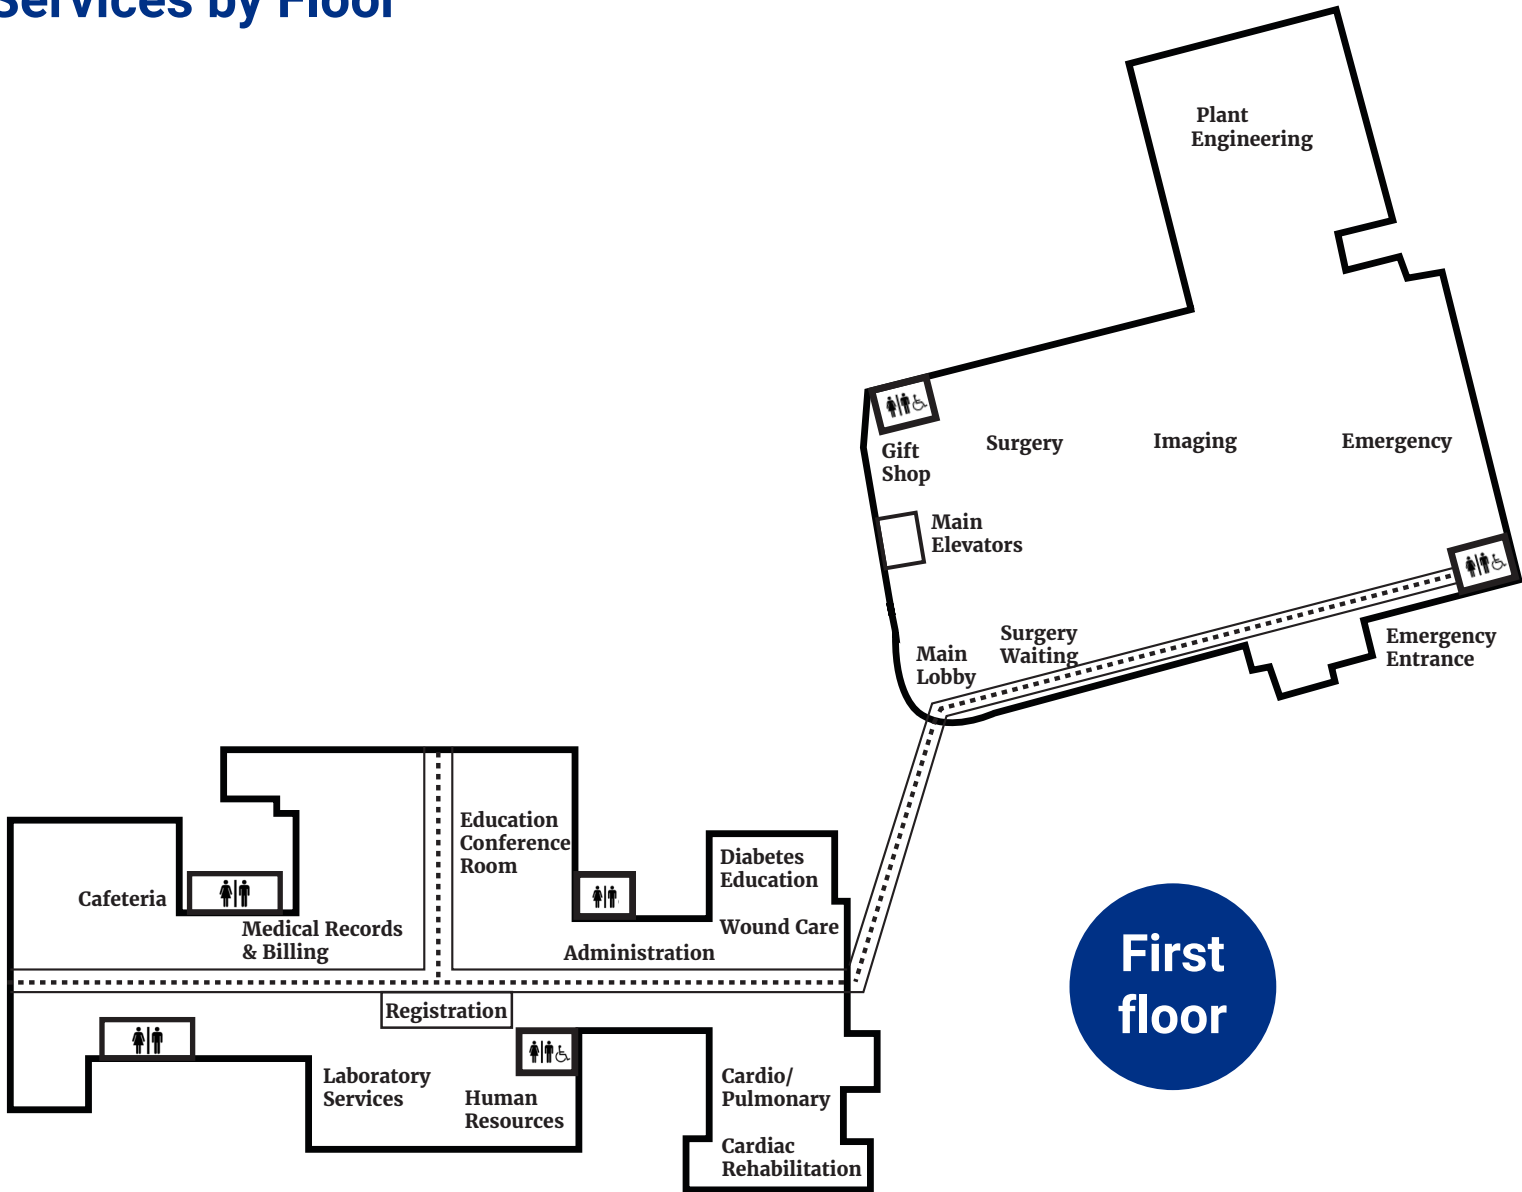 Services by Floor
Plant
Engineering
Gift
Shop
Surgery
Imaging
Emergency
Main
Elevators
Surgery
Waiting
Main
Lobby
Emergency
Entrance
Education
Conference
Room
Diabetes
Education
Cafeteria
Wound Care
Medical Records
& Billing
Administration
Registration
Laboratory
Services
Human
Resources
Cardio/
Pulmonary
Cardiac
Rehabilitation
First
floor